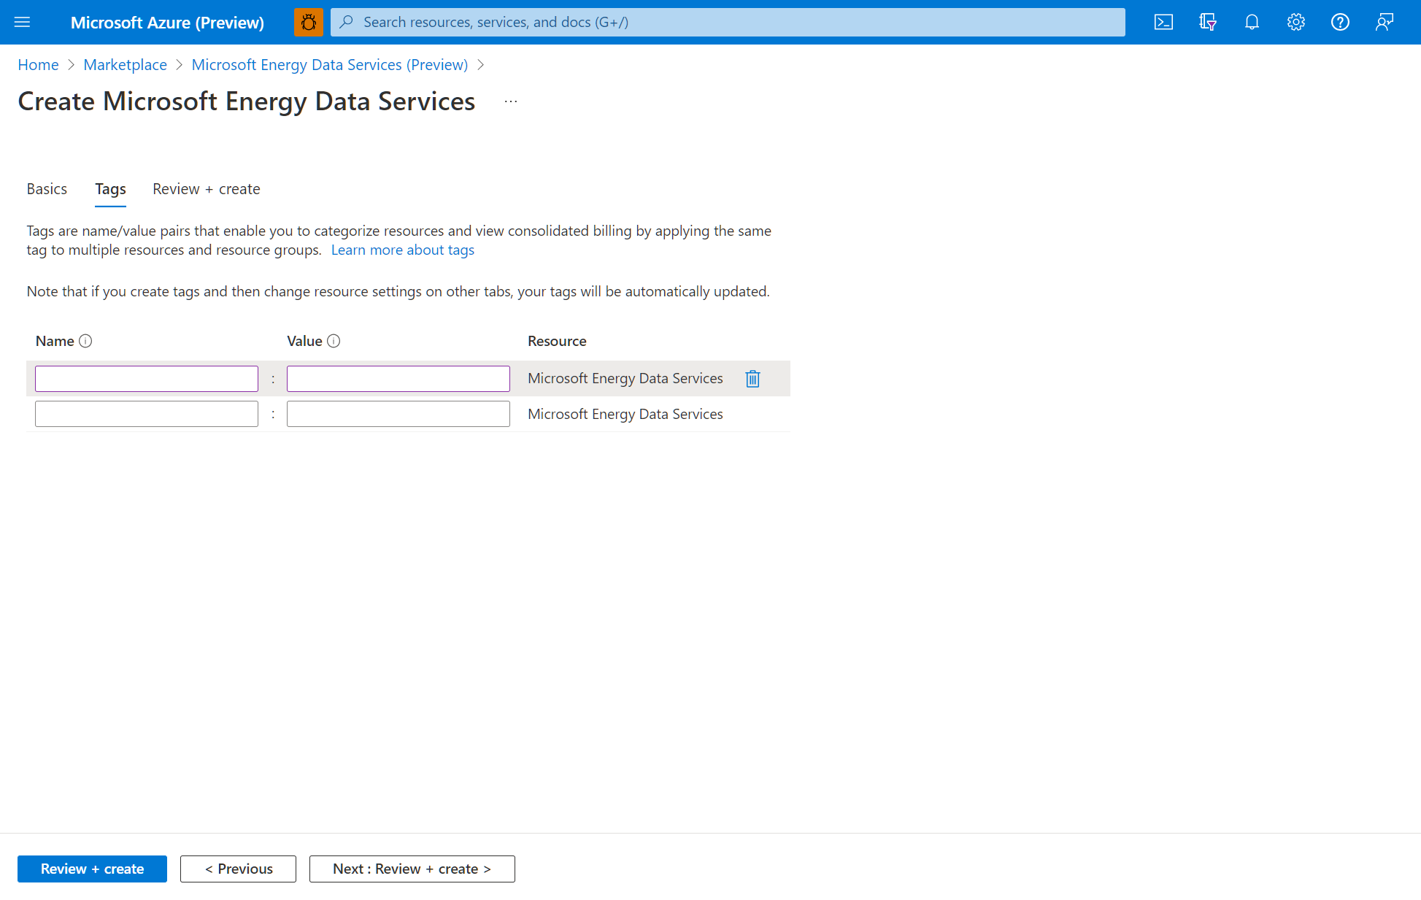 Microsoft Azure (Preview)
Search resources, services, and docs (G+/)
Home > Marketplace > Microsoft Energy Data Services (Preview) >
Create Microsoft Energy Data Services ...
Basics Tags Review + create
Tags are name/value pairs that enable you to categorize resources and view consolidated billing by applying the same
tag to multiple resources and resource groups. Learn more about tags
Note that if you create tags and then change resource settings on other tabs, your tags will be automatically updated.
Name Value Resource
: Microsoft Energy Data Services
: Microsoft Energy Data Services
Review + create < Previous Next : Review + create >